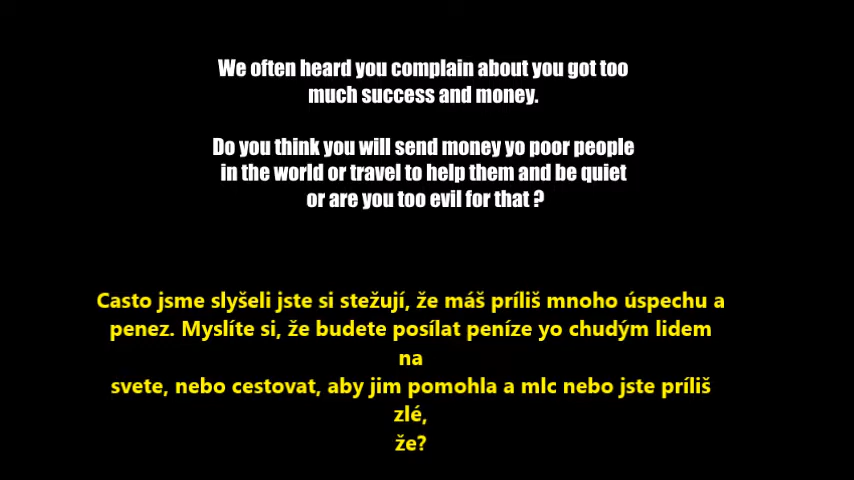 We often heard you complain about you got too
much success and money.
Do you think you will send money yo poor people
in the world or travel to help them and be quiet
or are you too evil for that ?
Casto jsme slyšeli jste si stežují, že máš príliš mnoho úspechu a
penez. Myslíte si, že budete posílat peníze yo chudým lidem
na
svete, nebo cestovat, aby jim pomohla a mlc nebo jste príliš
zlé,
že?